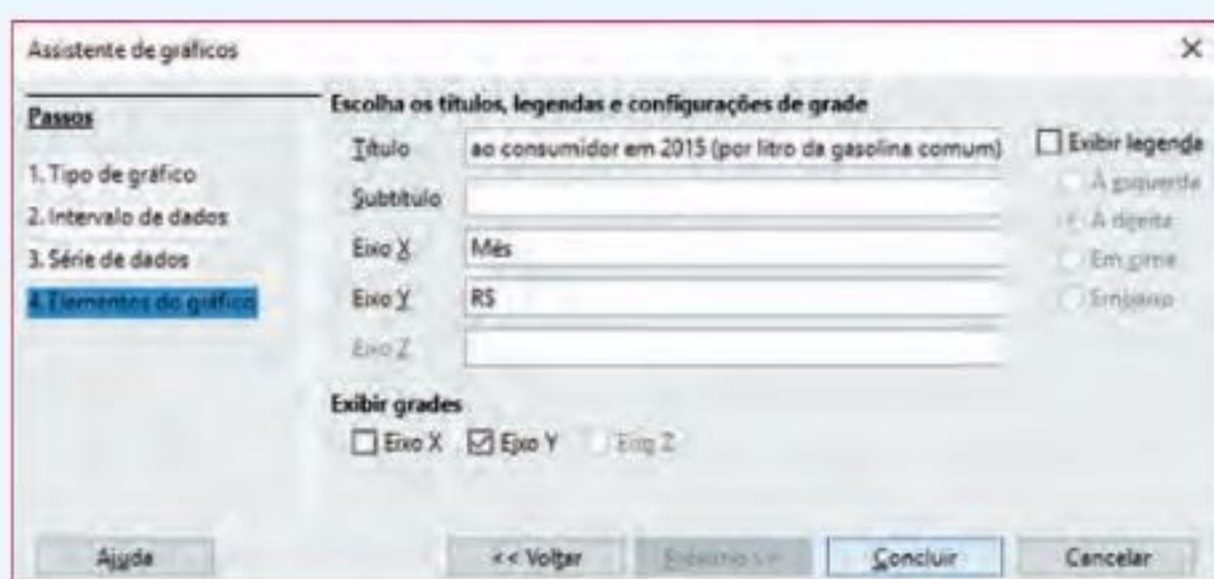 Assistente de gráficos
Passos
1. Tipo de gráfico
2. Intervalo de dados
3. Série de dados
4. Elementos do gráfico
Escolha os títulos, legendas e configurações de grade
Título ao consumidor em 2015 (por litro da gasolina comum)
Subtítulo
Eixo X Mês
Eixo Y R$
Eixo Z
Exibir legenda
À esquerda
À direita
Em cima
Embaixo
Exibir grades
Eixo X Eixo Y Eixo Z
Ajuda << Voltar Próximo >> Concluir Cancelar